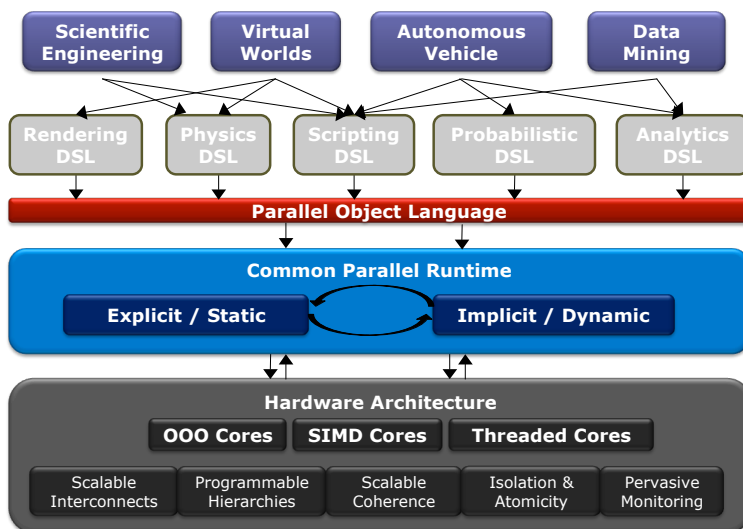 Scientific
Engineering
Virtual
Worlds
Autonomous
Vehicle
Data
Mining
Rendering
DSL
Physics
DSL
Scripting
DSL
Probabilistic
DSL
Analytics
DSL
Parallel Object Language
Common Parallel Runtime
Explicit / Static
Implicit / Dynamic
Hardware Architecture
OOO Cores
SIMD Cores
Threaded Cores
Scalable
Interconnects
Programmable
Hierarchies
Scalable
Coherence
Isolation &
Atomicity
Pervasive
Monitoring